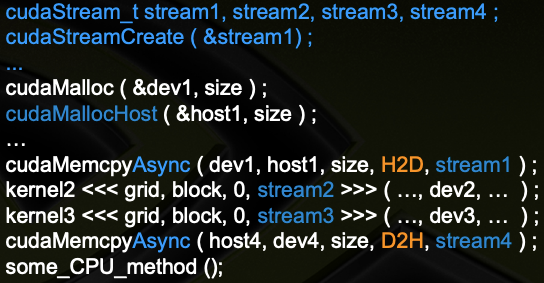 cudaStream_t stream1, stream2, stream3, stream4 ;
cudaStreamCreate ( &stream1) ;
...
cudaMalloc ( &dev1, size ) ;
cudaMallocHost ( &host1, size ) ;
…
cudaMemcpyAsync ( dev1, host1, size, H2D, stream1 ) ;
kernel2 <<< grid, block, 0, stream2 >>> ( …, dev2, … ) ;
kernel3 <<< grid, block, 0, stream3 >>> ( …, dev3, … ) ;
cudaMemcpyAsync ( host4, dev4, size, D2H, stream4 ) ;
some_CPU_method ();